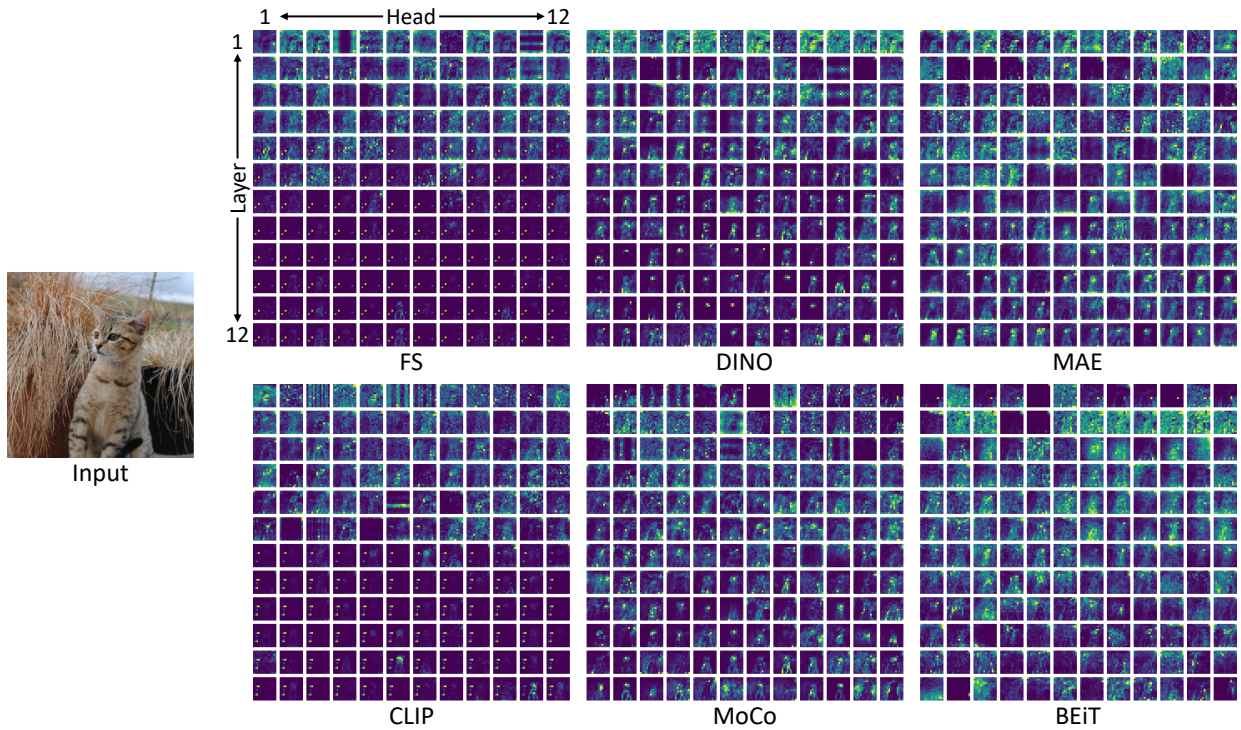 1 Head 12
1
Layer
12
FS DINO MAE
Input
CLIP MoCo BEiT